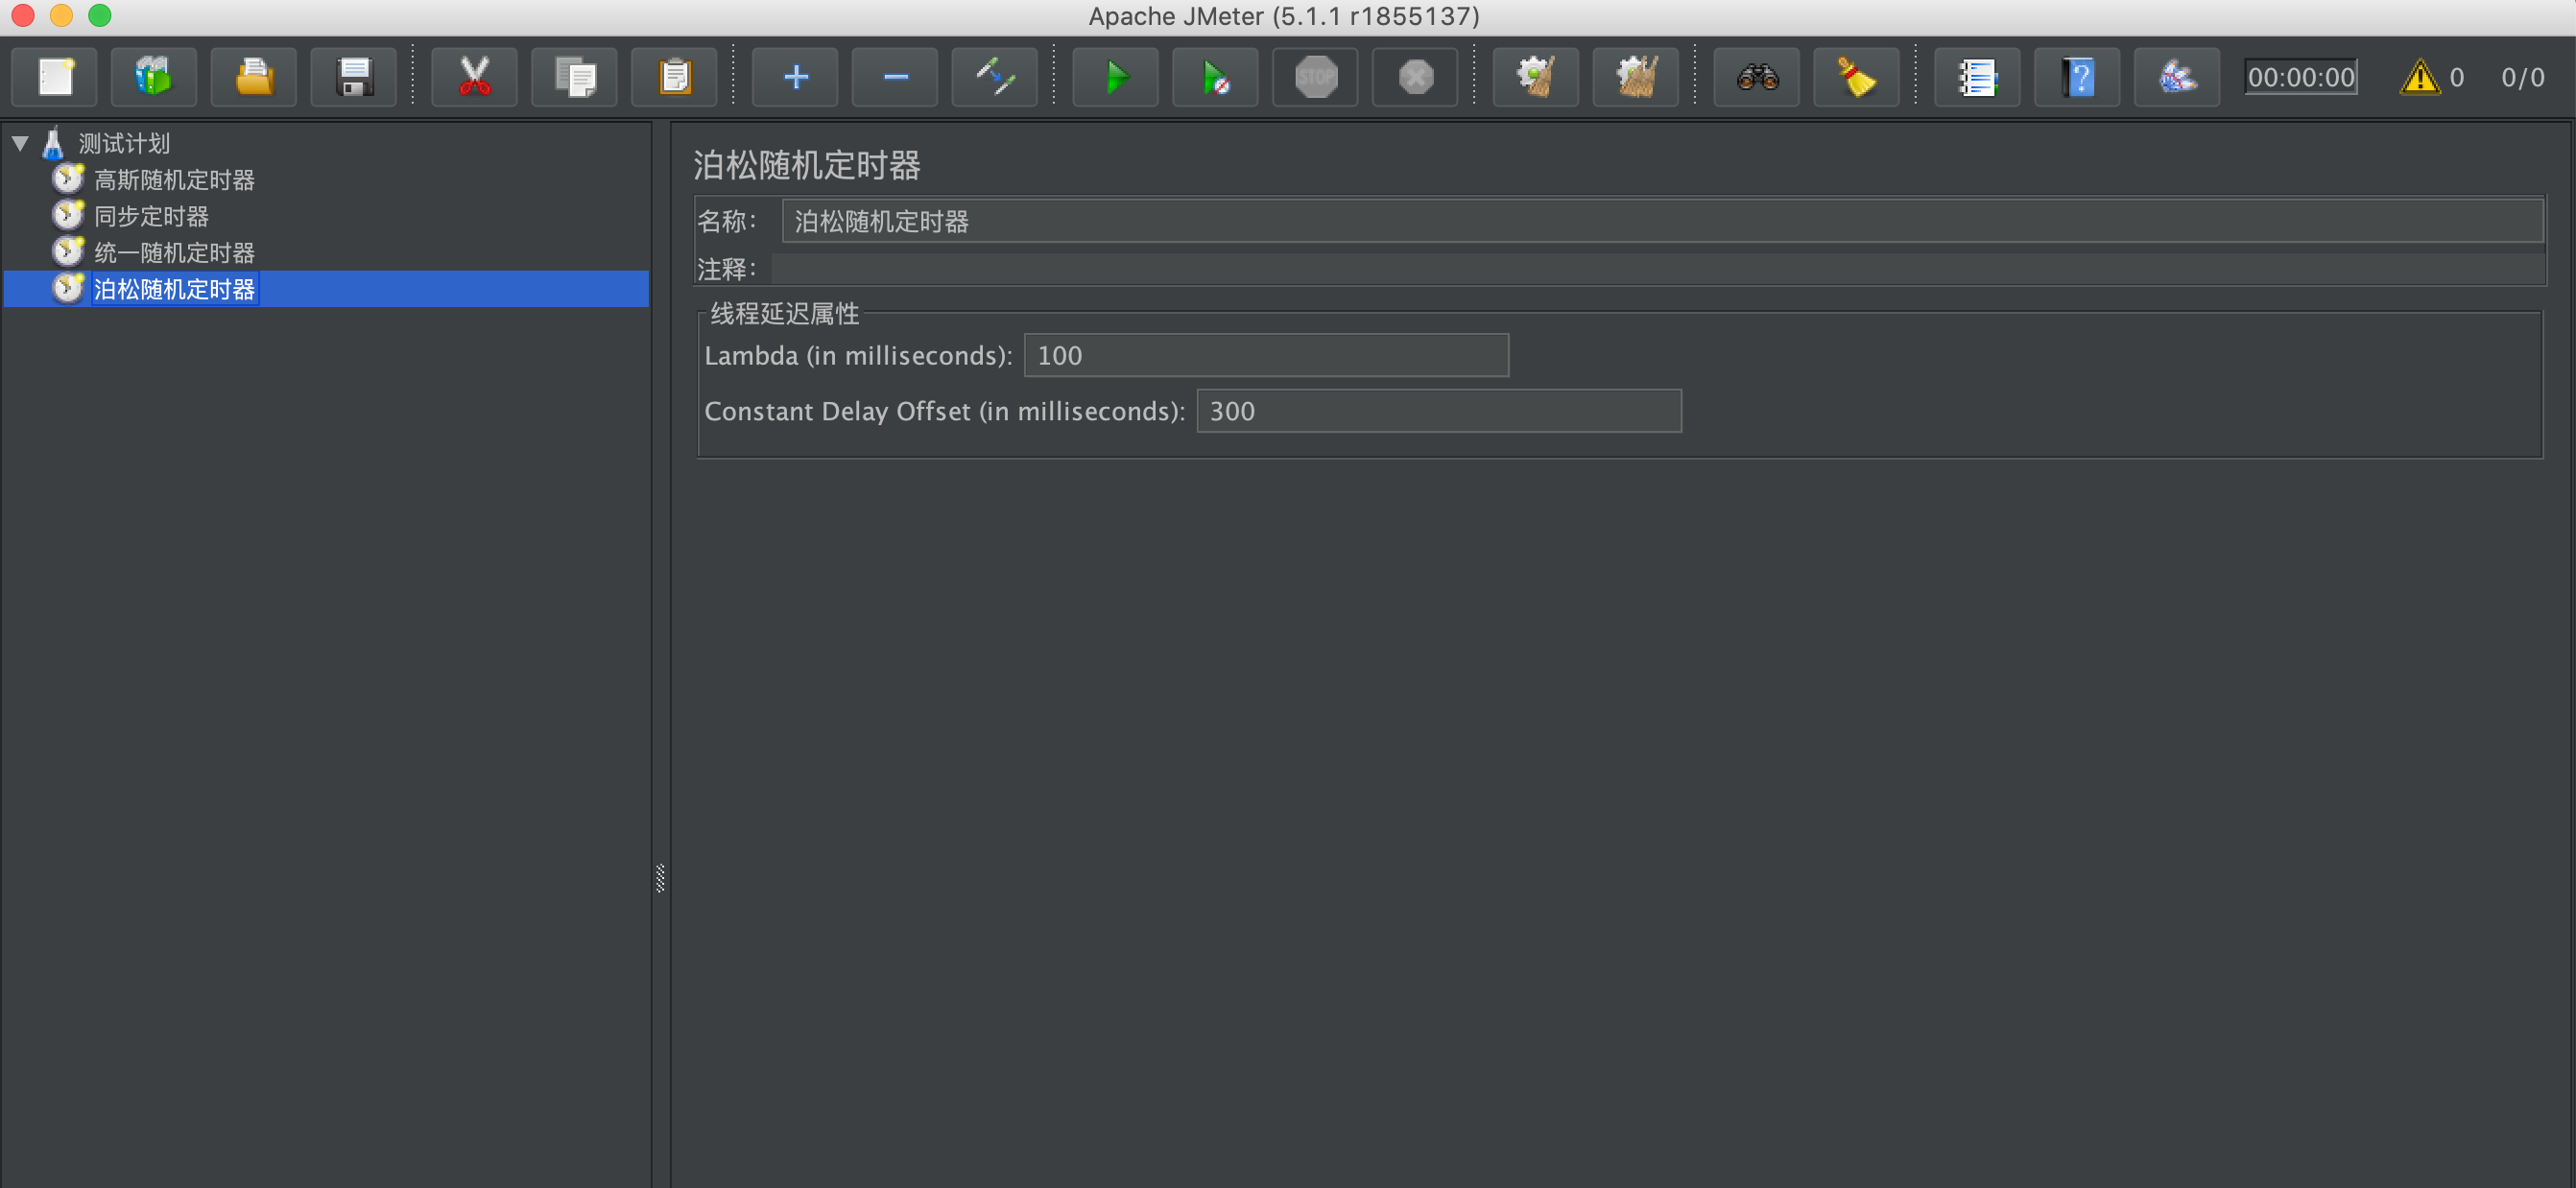 Apache JMeter (5.1.1 r1855137)
STOP
00:00:00 0 0/0
测试计划
高斯随机定时器
同步定时器
统一随机定时器
泊松随机定时器
泊松随机定时器
名称: 泊松随机定时器
注释:
线程延迟属性
Lambda (in milliseconds): 100
Constant Delay Offset (in milliseconds): 300